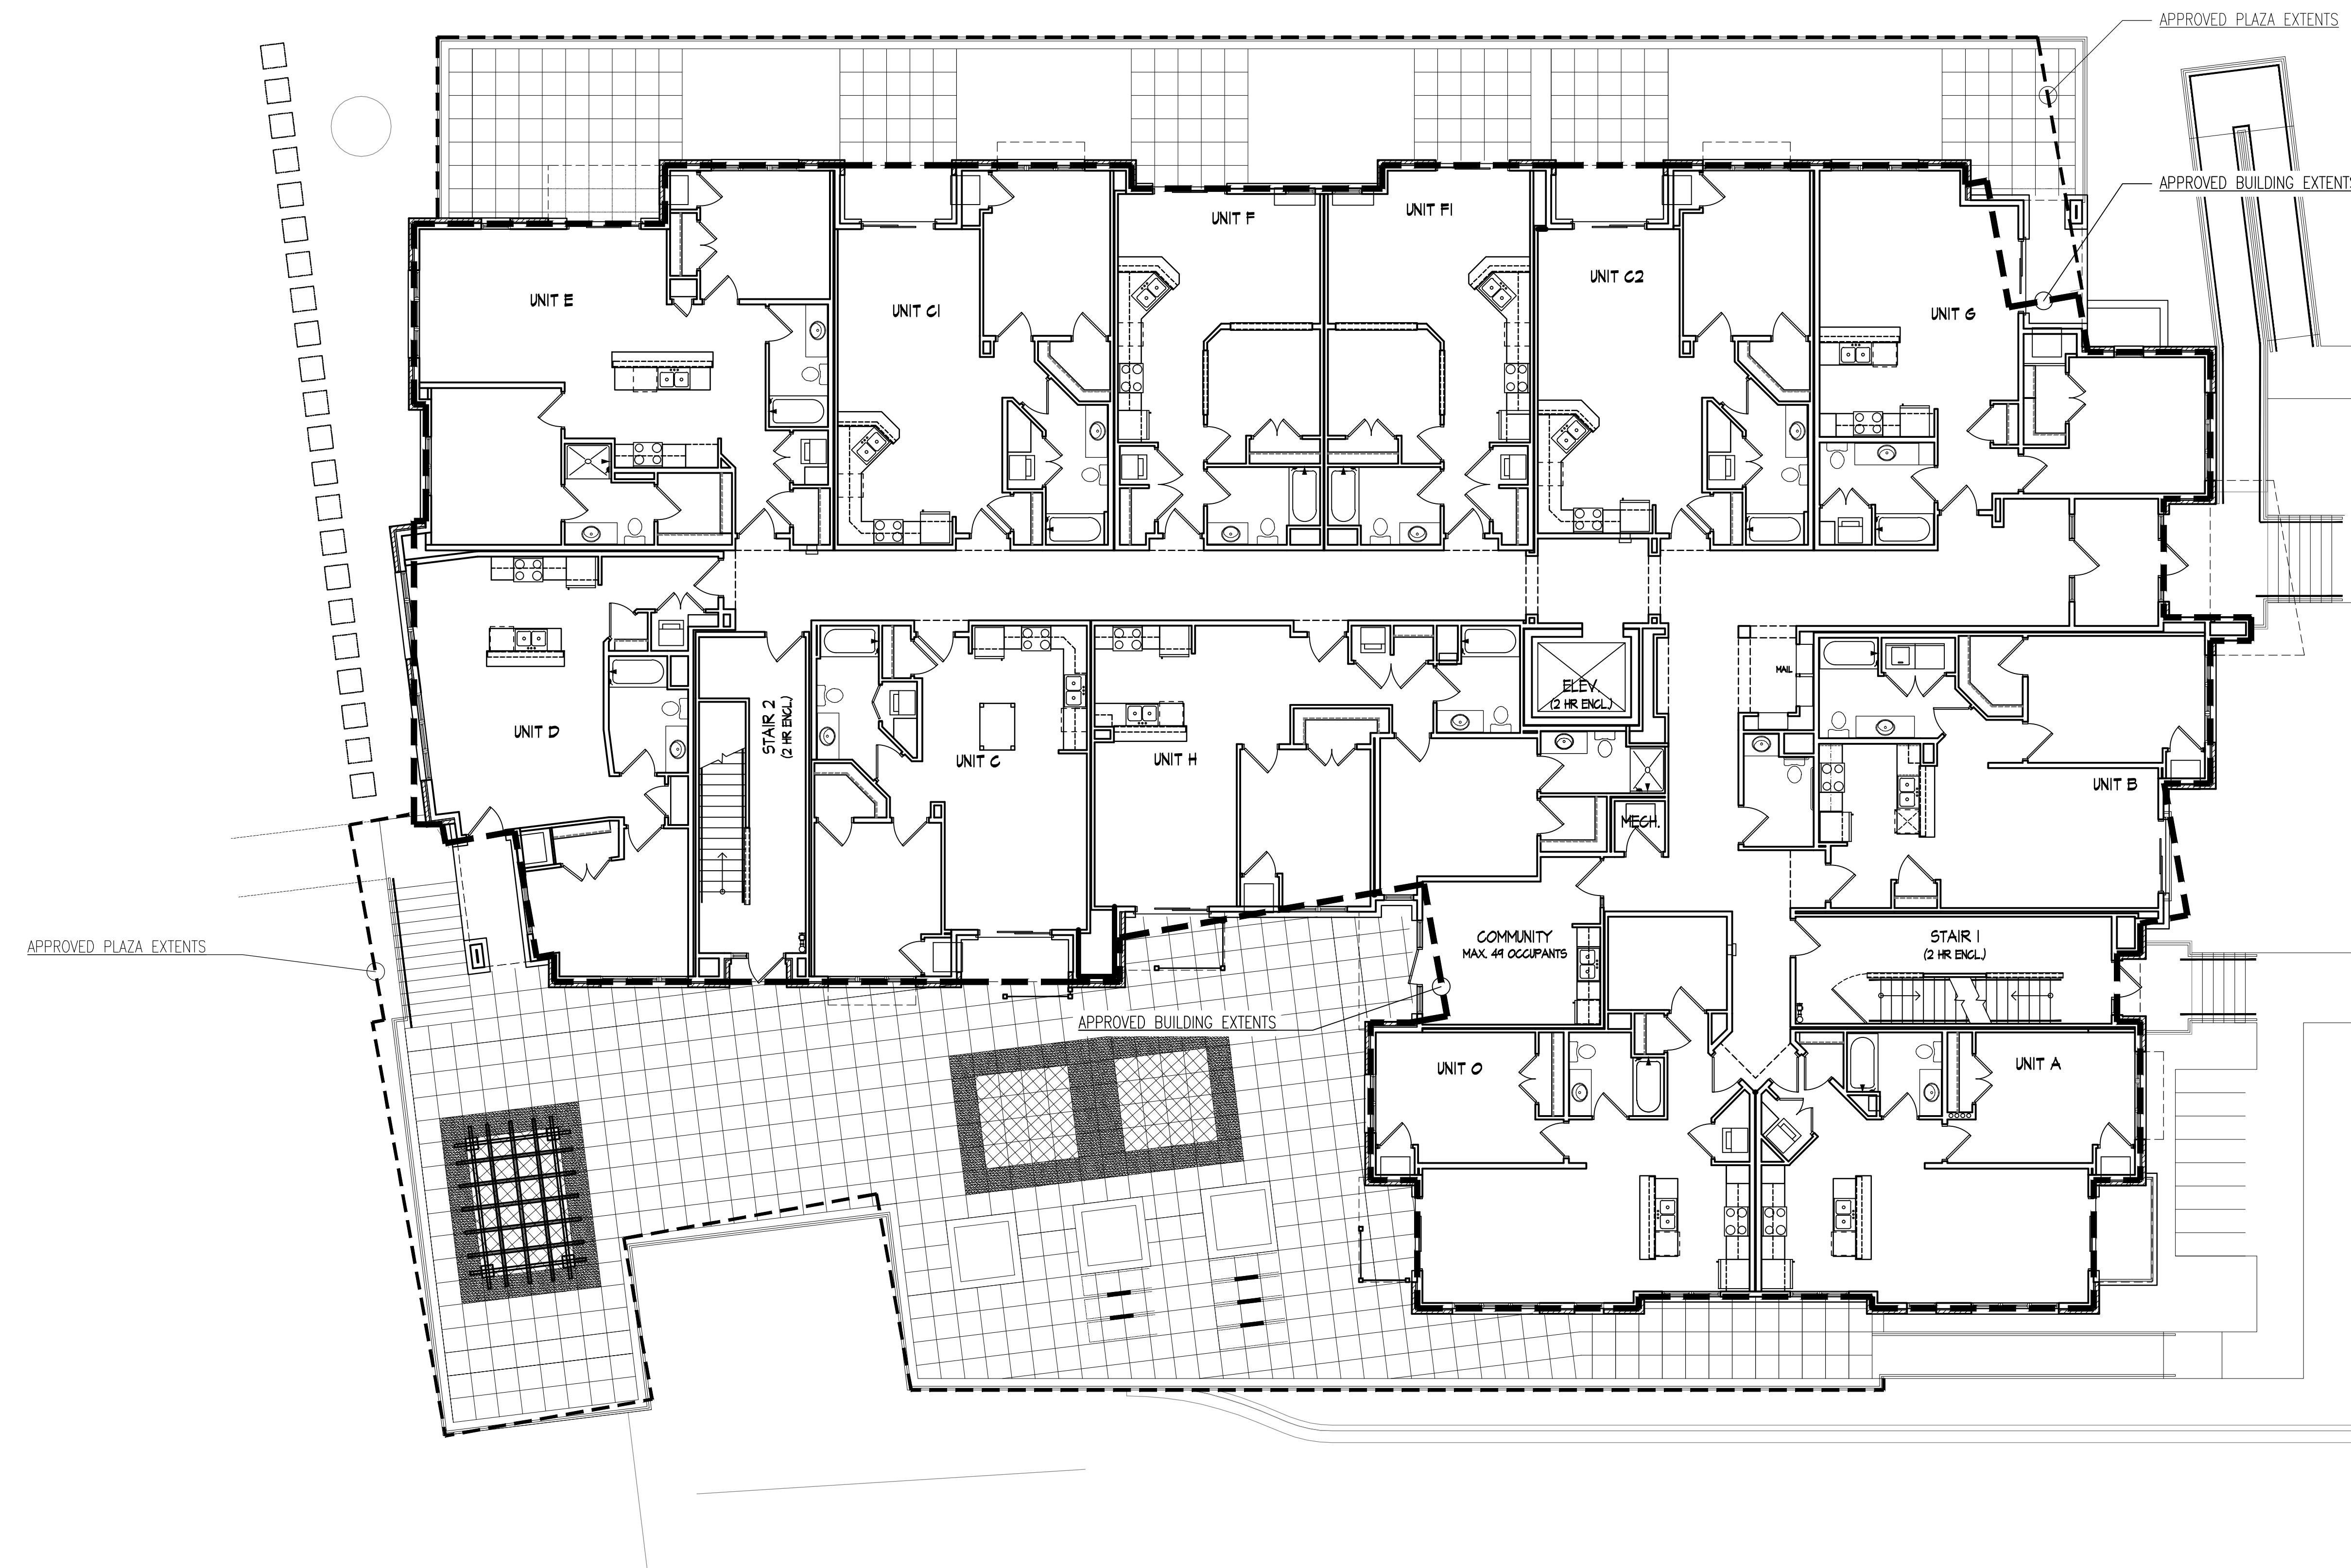 APPROVED PLAZA EXTENTS
APPROVED BUILDING EXTENTS
UNIT F
UNIT F1
UNIT E
UNIT C1
UNIT C2
UNIT G
UNIT D
STAIR 2
(2 HR ENCL.)
UNIT C
UNIT H
ELEV.
(2 HR ENCL.)
MAIL
UNIT B
MECH.
APPROVED PLAZA EXTENTS
COMMUNITY
MAX. 49 OCCUPANTS
STAIR 1
(2 HR ENCL.)
APPROVED BUILDING EXTENTS
UNIT O
UNIT A